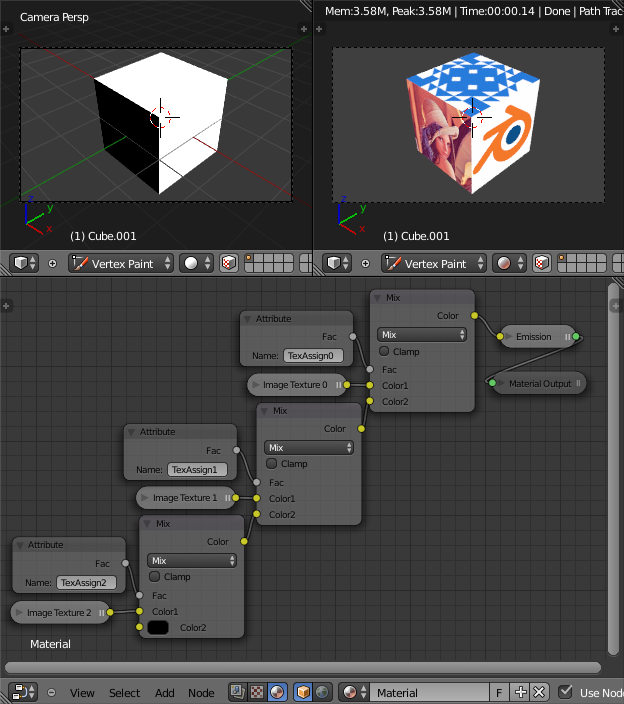 Camera Persp
Mem:3.58M, Peak:3.58M | Time:00:00.14 | Done | Path Trac
z
y
x
(1) Cube.001
z
y
x
(1) Cube.001
Vertex Paint
Vertex Paint
Mix
Color
Mix
Clamp
Fac
Color1
Color2
Attribute
Fac
Name: TexAssign0
Image Texture 0
Emission
Material Output
Mix
Color
Mix
Clamp
Fac
Color1
Color2
Attribute
Fac
Name: TexAssign1
Image Texture 1
Mix
Color
Mix
Clamp
Fac
Color1
Color2
Attribute
Fac
Name: TexAssign2
Image Texture 2
Material
View Select Add Node Material F Use Nod